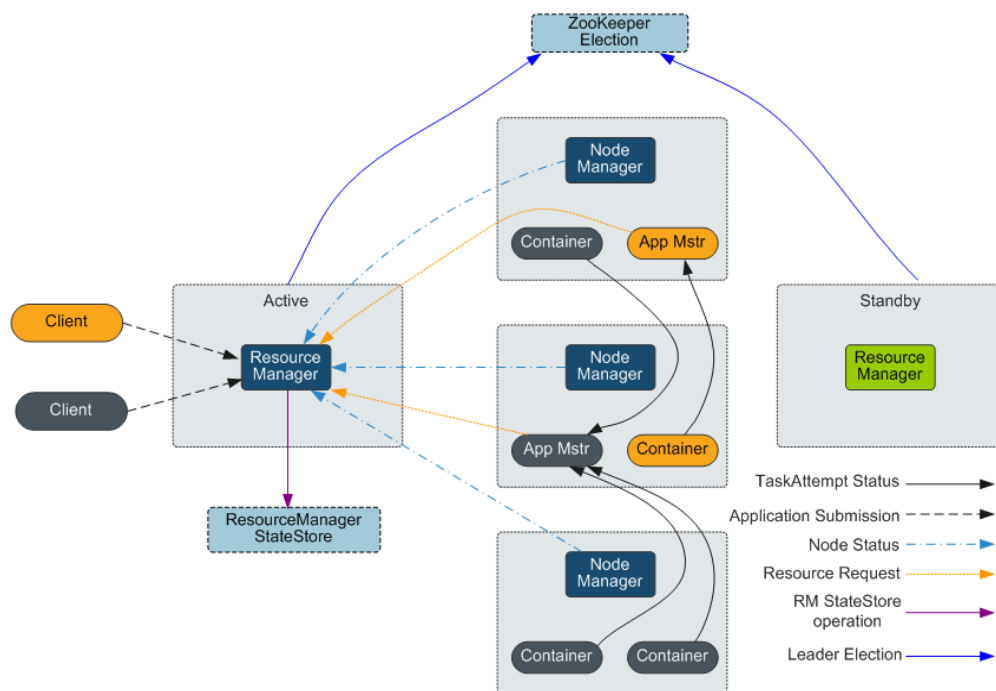 ZooKeeper
Election
Node
Manager
Container
App Mstr
Active
Standby
Client
Resource
Manager
Node
Manager
Resource
Manager
Client
App Mstr
Container
TaskAttempt Status
ResourceManager
StateStore
Application Submission
Node
Manager
Node Status
Resource Request
RM StateStore
operation
Container
Container
Leader Election